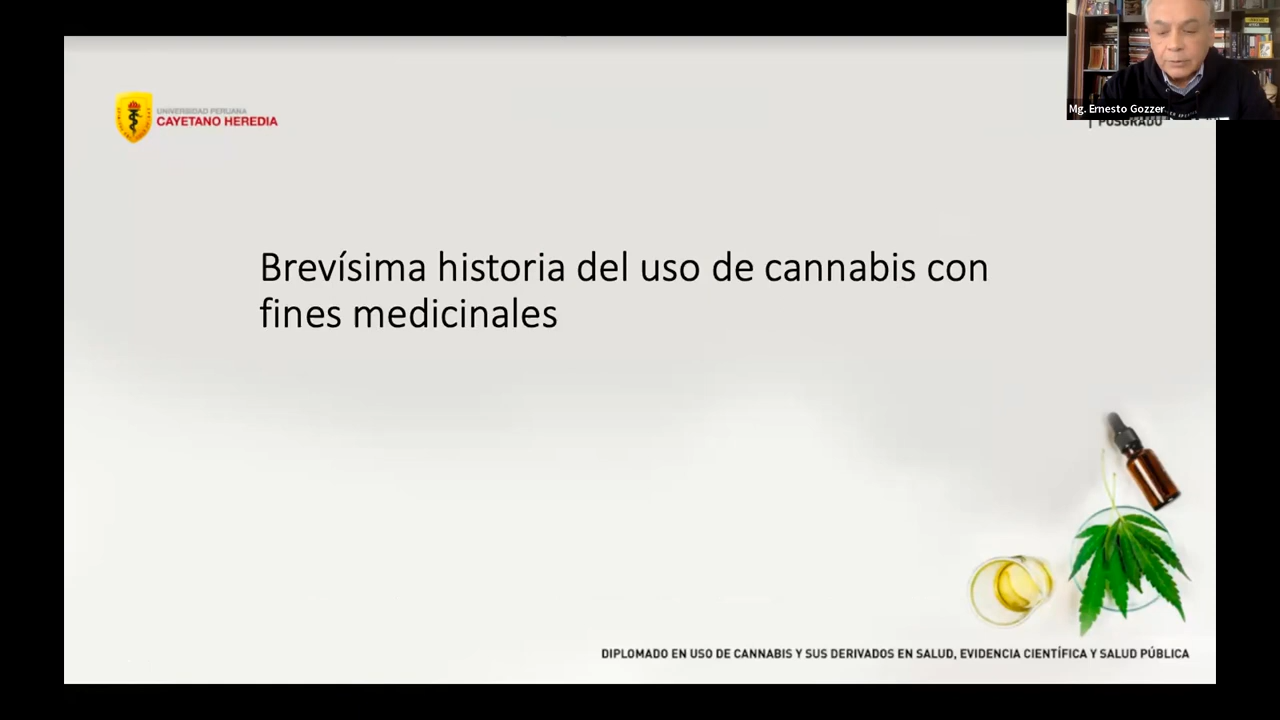 UNIVERSIDAD PERUANA
CAYETANO HEREDIA
Mg. Ernesto Gozzer
POSGRADO
Brevísima historia del uso de cannabis con
fines medicinales
DIPLOMADO EN USO DE CANNABIS Y SUS DERIVADOS EN SALUD, EVIDENCIA CIENTÍFICA Y SALUD PÚBLICA